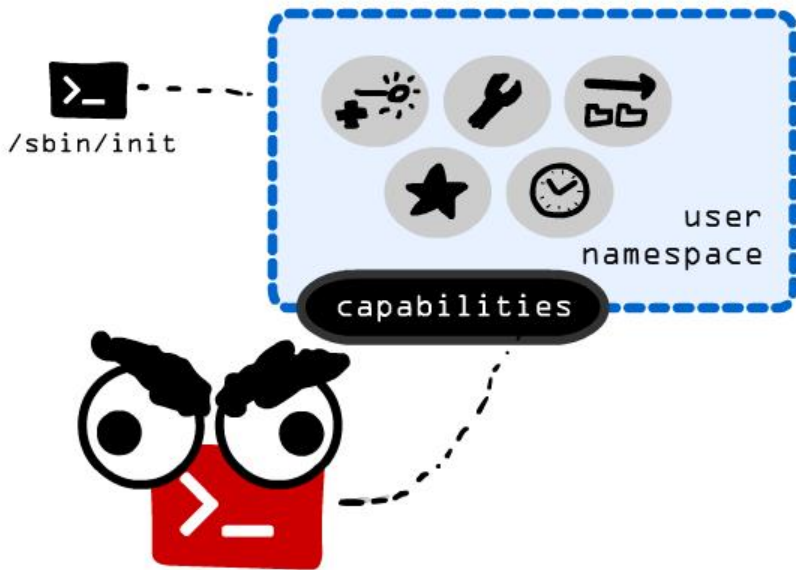 >_
/sbin/init
user
namespace
capabilities
>_